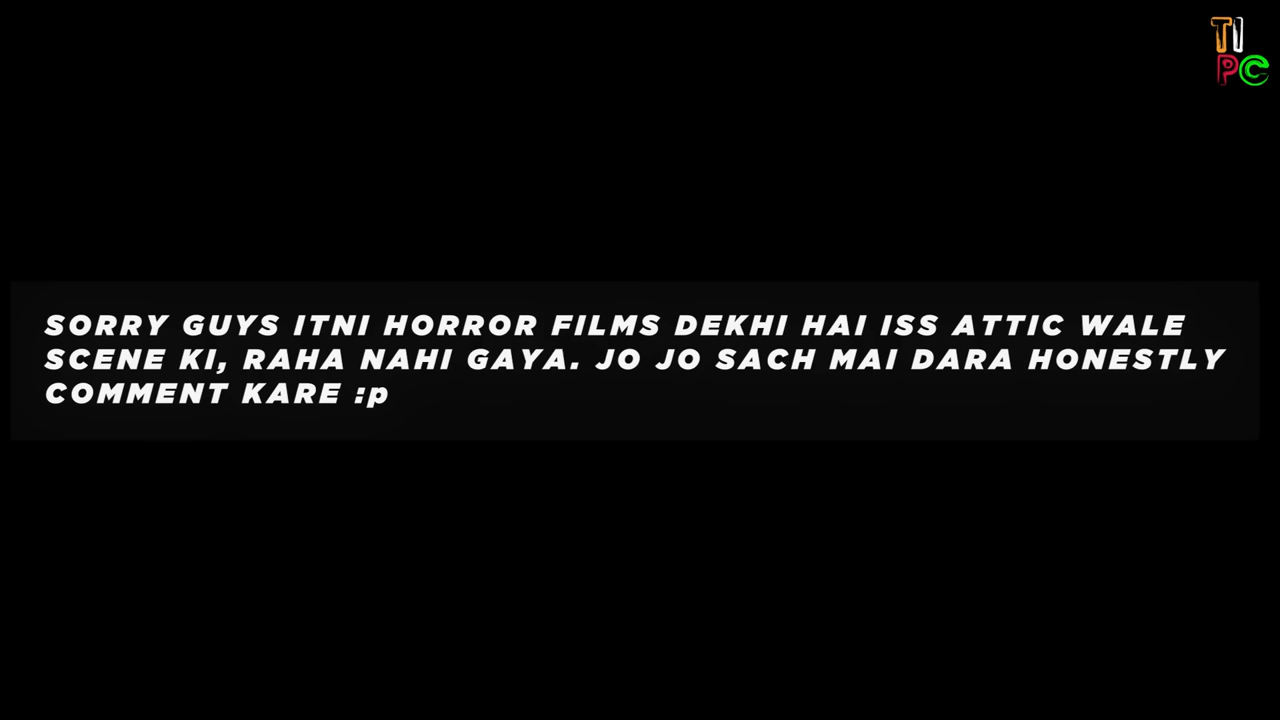 TI
PC
SORRY GUYS ITNI HORROR FILMS DEKHI HAI ISS ATTIC WALE
SCENE KI, RAHA NAHI GAYA. JO JO SACH MAI DARA HONESTLY
COMMENT KARE :p